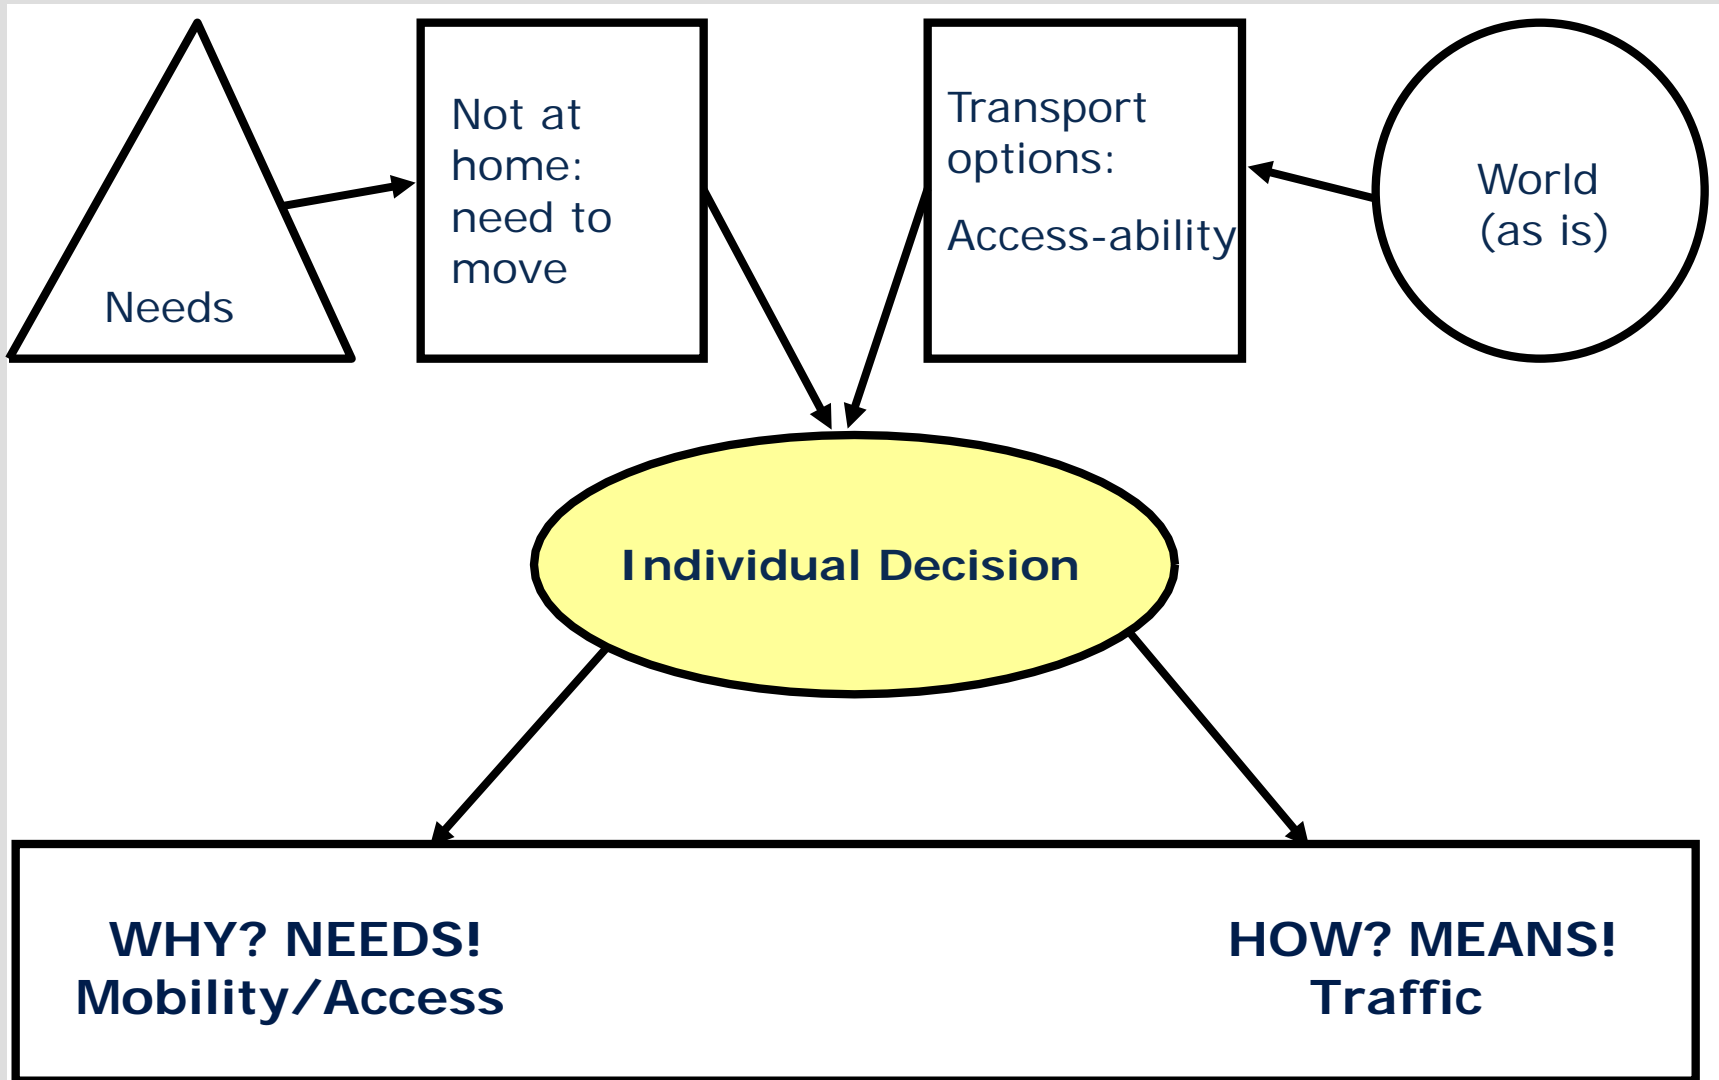 Needs
Not at
home:
need to
move
Transport
options:
Access-ability
World
(as is)
Individual Decision
WHY? NEEDS!
Mobility/Access
HOW? MEANS!
Traffic